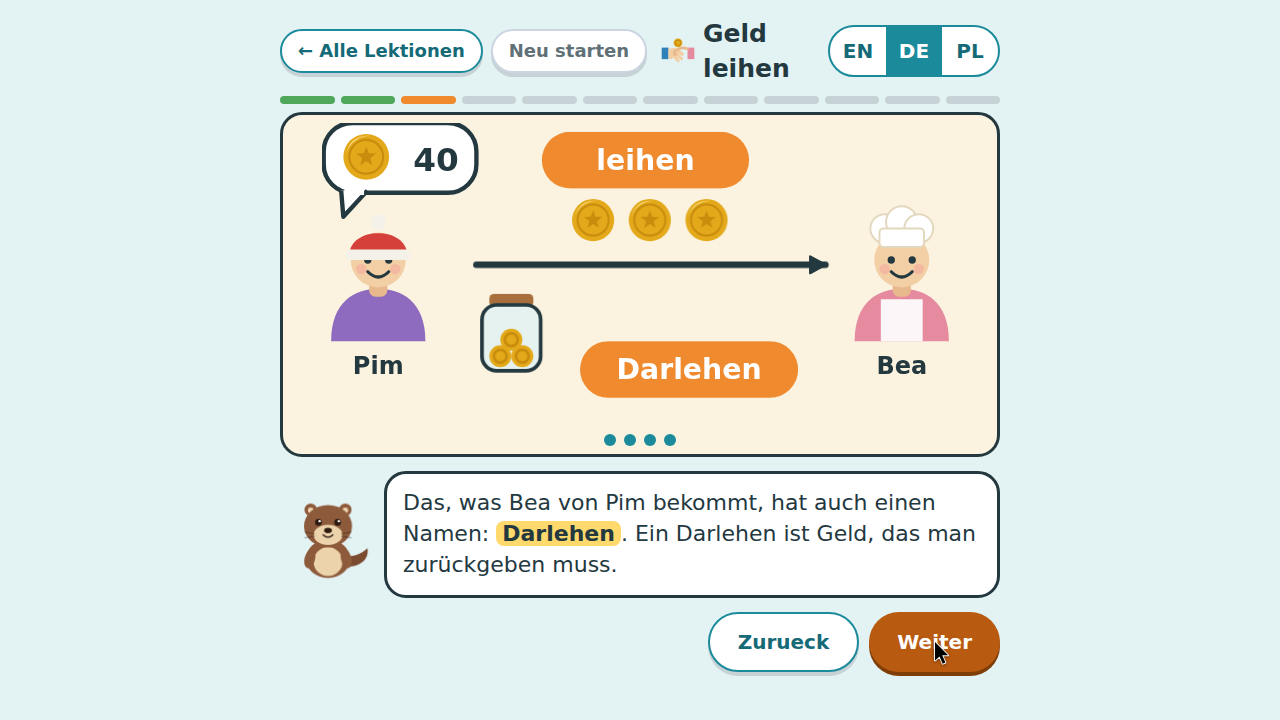 ← Alle Lektionen
Neu starten
Geld
leihen
EN DE PL
40
leihen
Pim
Darlehen
Bea
Das, was Bea von Pim bekommt, hat auch einen
Namen: Darlehen. Ein Darlehen ist Geld, das man
zurückgeben muss.
Zurueck
Weiter